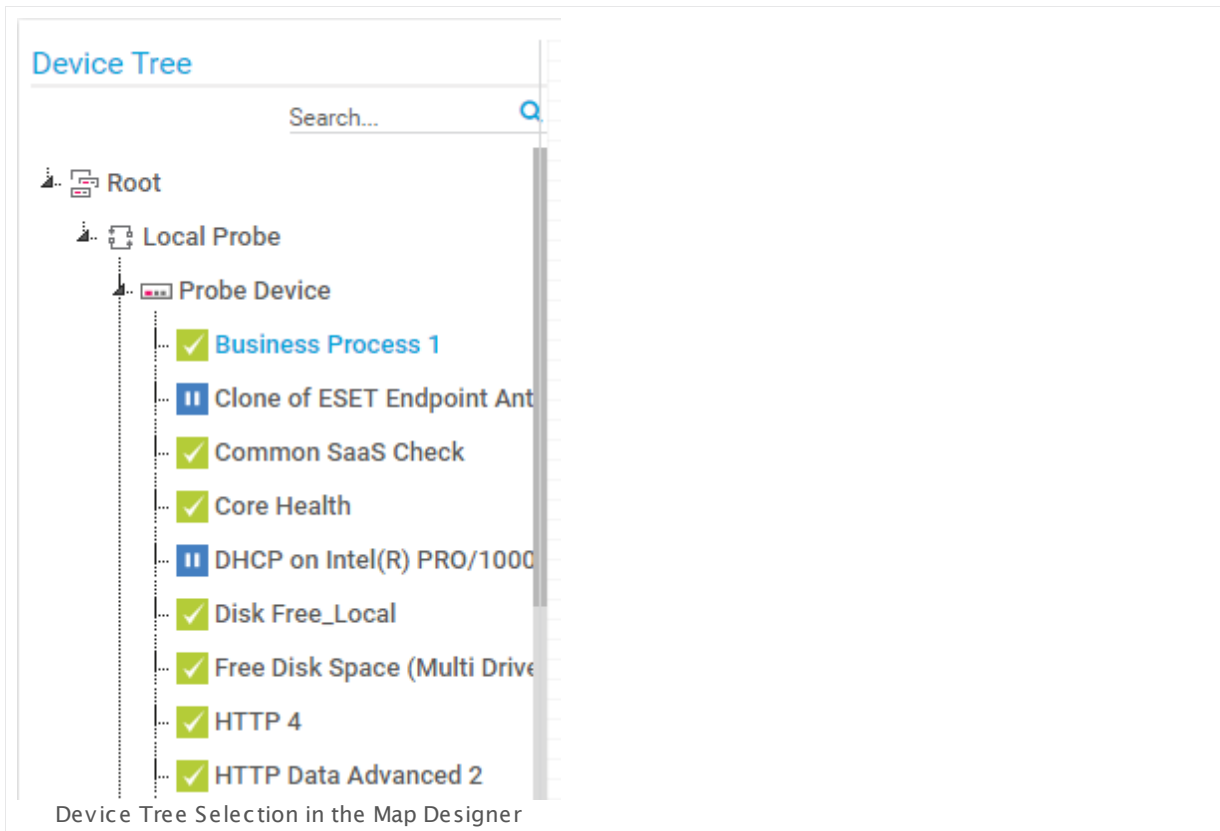 Device Tree
Search...
Root
Local Probe
Probe Device
Business Process 1
Clone of ESET Endpoint Ant
Common SaaS Check
Core Health
DHCP on Intel(R) PRO/1000
Disk Free_Local
Free Disk Space (Multi Drive
HTTP 4
HTTP Data Advanced 2
Device Tree Selection in the Map Designer